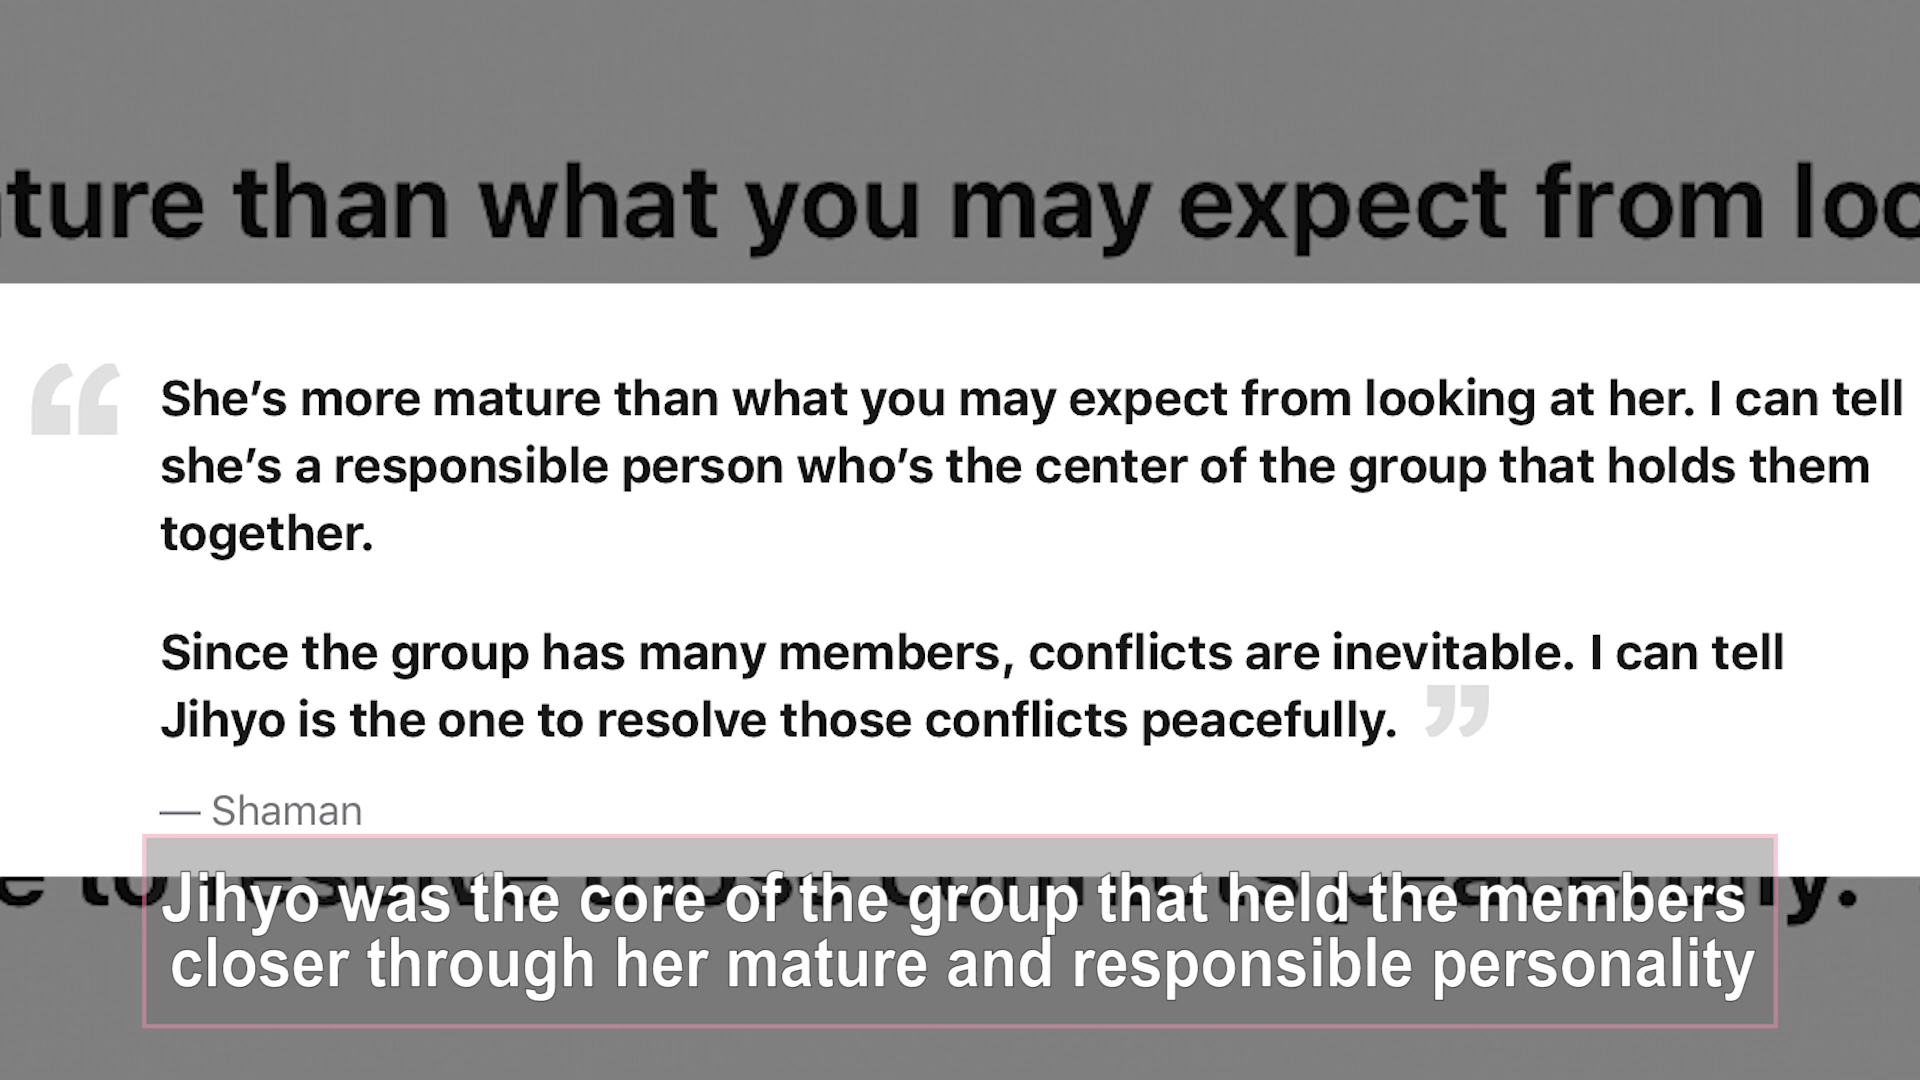 than what you may expect from
She's more mature than what you may expect from looking at her. I can tell
she's a responsible person who's the center of the group that holds them
together.
Since the group has many members, conflicts are inevitable. I can tell
Jihyo is the one to resolve those conflicts peacefully.
— Shaman
Jihyo was the core of the group that held the members
closer through her mature and responsible personality